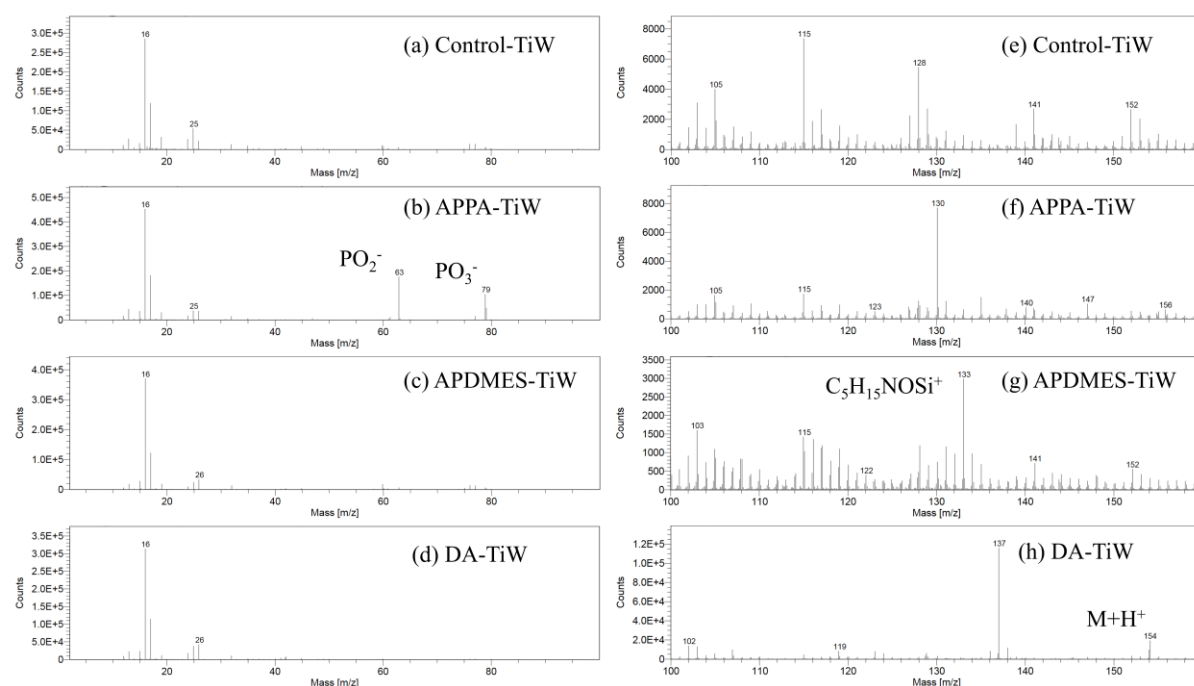 (a) Control-TiW
Counts
3.0E+5
2.5E+5
2.0E+5
1.5E+5
1.0E+5
5.0E+4
0
16
25
20
40
60
80
Mass [m/z]
(b) APPA-TiW
Counts
5.0E+5
4.0E+5
3.0E+5
2.0E+5
1.0E+5
0
16
25
PO2-
63
PO3-
79
20
40
60
80
Mass [m/z]
(c) APDMES-TiW
Counts
4.0E+5
3.0E+5
2.0E+5
1.0E+5
0
16
26
20
40
60
80
Mass [m/z]
(d) DA-TiW
Counts
3.5E+5
3.0E+5
2.5E+5
2.0E+5
1.5E+5
1.0E+5
5.0E+4
0
16
26
20
40
60
80
Mass [m/z]
(e) Control-TiW
Counts
8000
6000
4000
2000
0
105
115
128
141
152
100
110
120
130
140
150
Mass [m/z]
(f) APPA-TiW
Counts
8000
6000
4000
2000
0
105
115
123
130
140
147
156
100
110
120
130
140
150
Mass [m/z]
(g) APDMES-TiW
Counts
3500
3000
2500
2000
1500
1000
500
0
103
115
122
C5H15NOSi+
133
141
152
100
110
120
130
140
150
Mass [m/z]
(h) DA-TiW
Counts
1.2E+5
1.0E+5
8.0E+4
6.0E+4
4.0E+4
2.0E+4
0
102
119
137
M+H+
154
100
110
120
130
140
150
Mass [m/z]